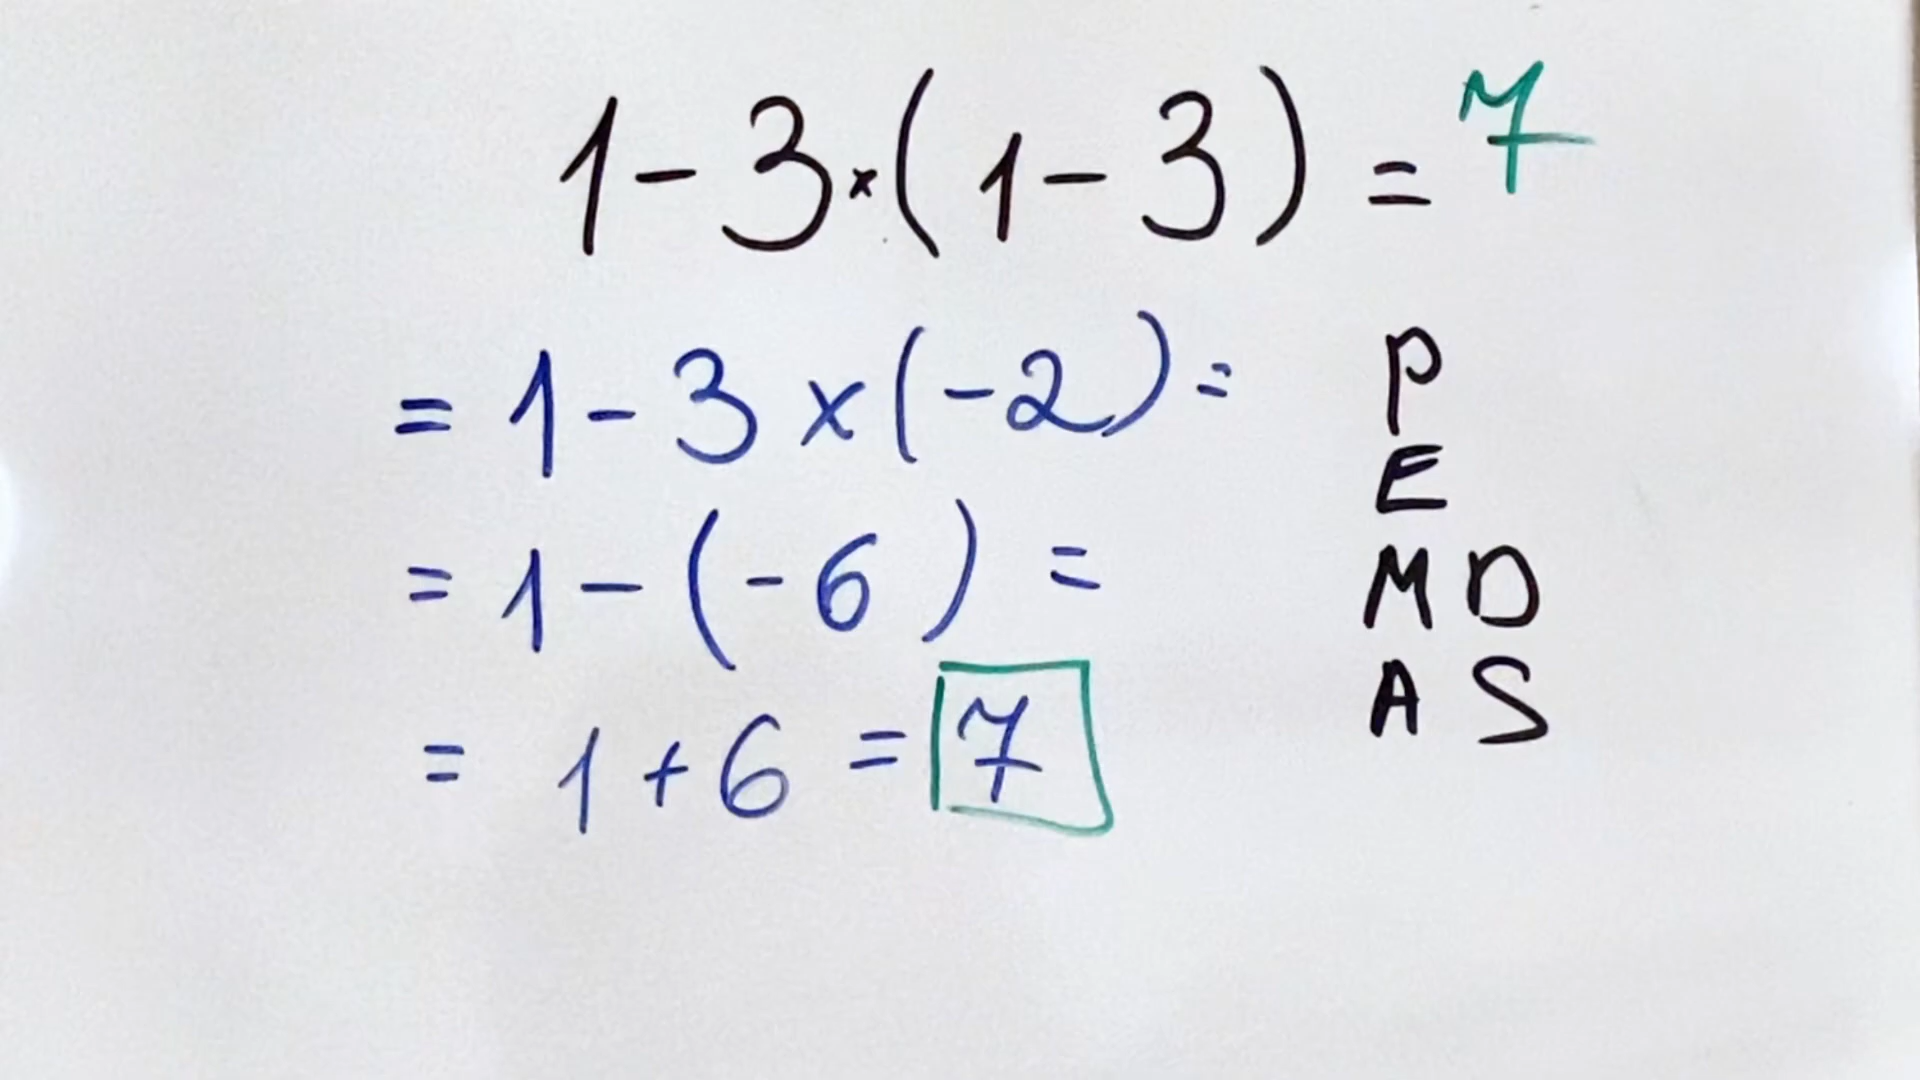 1-3×(1-3)=7
=1-3×(-2)=
=1-(-6)=
=1+6=7
P
E
M D
A S